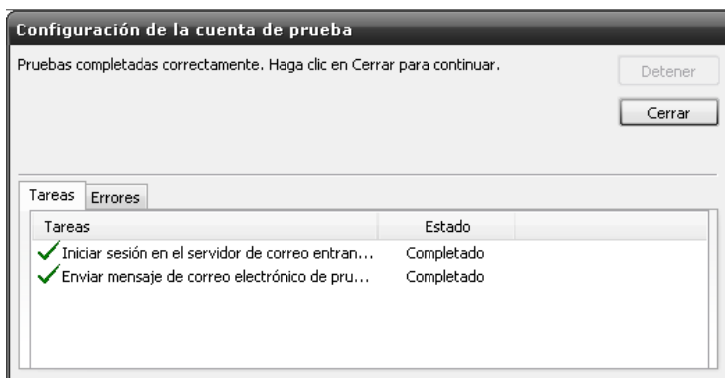 Configuración de la cuenta de prueba
Pruebas completadas correctamente. Haga clic en Cerrar para continuar.
Detener
Cerrar
Tareas Errores
Tareas Estado
Iniciar sesión en el servidor de correo entran... Completado
Enviar mensaje de correo electrónico de pru... Completado